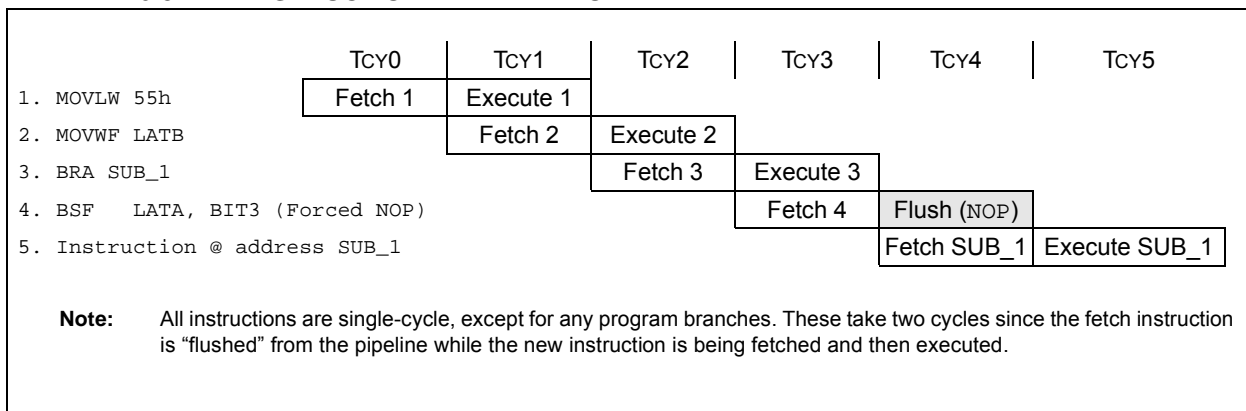 TCY0 TCY1 TCY2 TCY3 TCY4 TCY5
1. MOVLW 55h Fetch 1 Execute 1
2. MOVWF LATB Fetch 2 Execute 2
3. BRA SUB_1 Fetch 3 Execute 3
4. BSF LATA, BIT3 (Forced NOP) Fetch 4 Flush (NOP)
5. Instruction @ address SUB_1 Fetch SUB_1 Execute SUB_1
Note: All instructions are single-cycle, except for any program branches. These take two cycles since the fetch instruction
is “flushed” from the pipeline while the new instruction is being fetched and then executed.